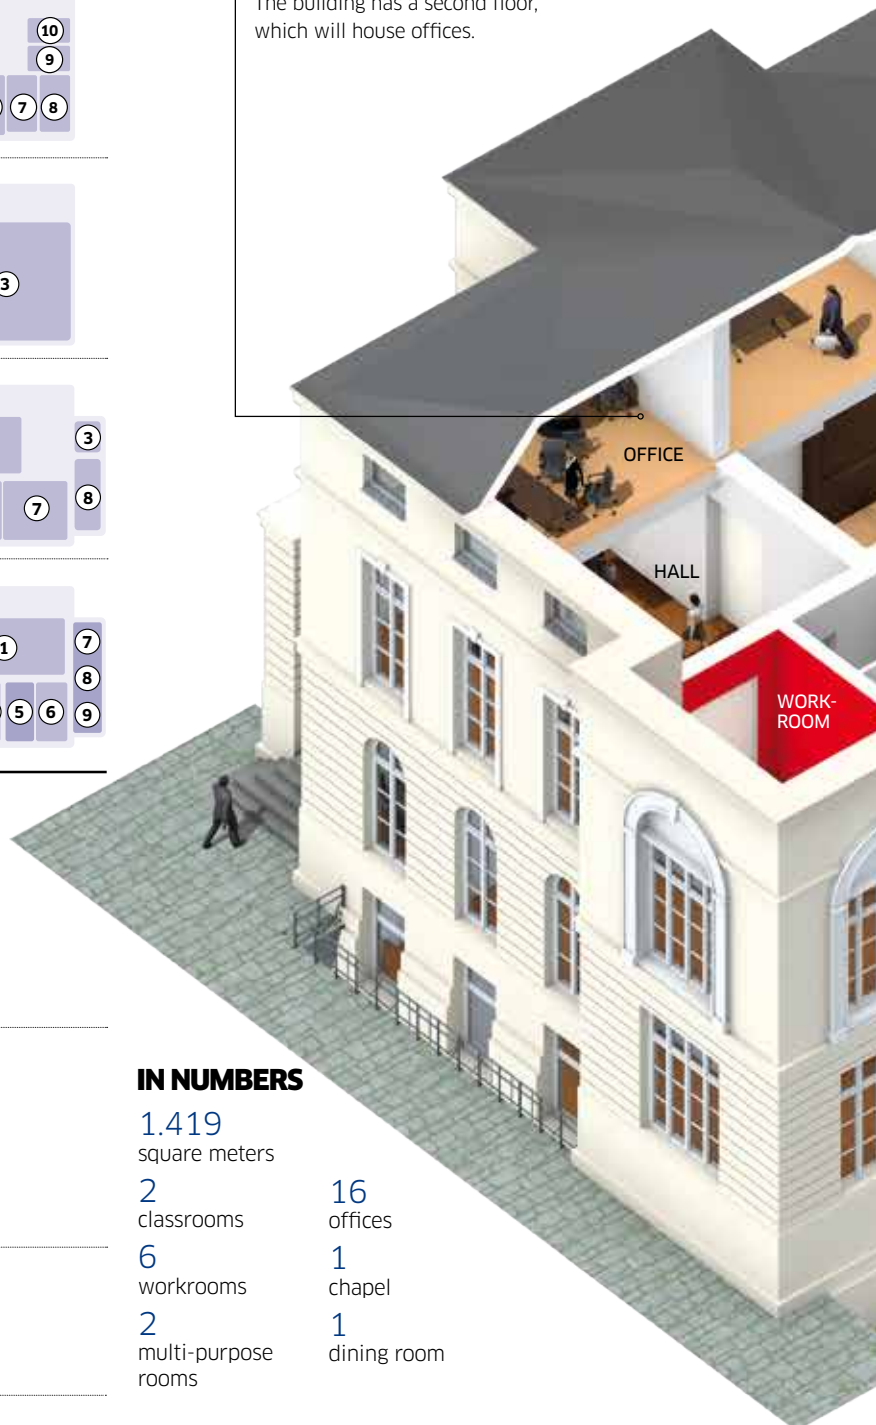 The building has a second floor,
which will house offices.
10
9
7 8
3
3
7 8
1
7
8
5 6 9
OFFICE
HALL
WORK-
ROOM
IN NUMBERS
1.419
square meters
2
classrooms
6
workrooms
2
multi-purpose
rooms
16
offices
1
chapel
1
dining room